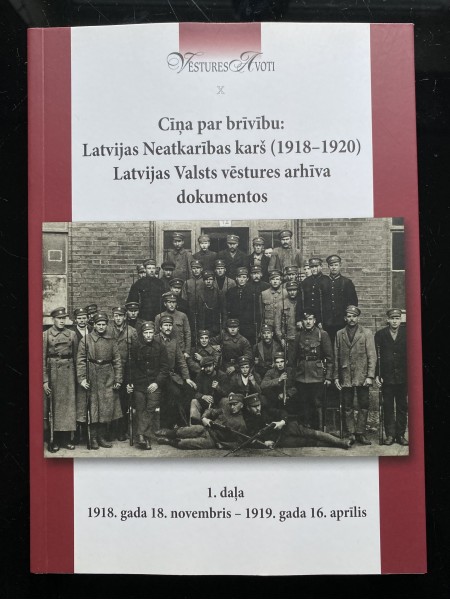 VĒSTURES AVOTI
X
Cīņa par brīvību:
Latvijas Neatkarības karš (1918–1920)
Latvijas Valsts vēstures arhīva
dokumentos
1. daļa
1918. gada 18. novembris – 1919. gada 16. aprīlis